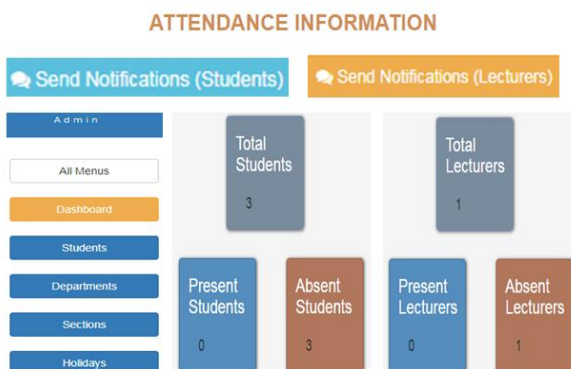 ATTENDANCE INFORMATION
Send Notifications (Students)
Send Notifications (Lecturers)
Admin
All Menus
Dashboard
Students
Departments
Sections
Holidays
Total
Students
3
Total
Lecturers
1
Present
Students
0
Absent
Students
3
Present
Lecturers
0
Absent
Lecturers
1